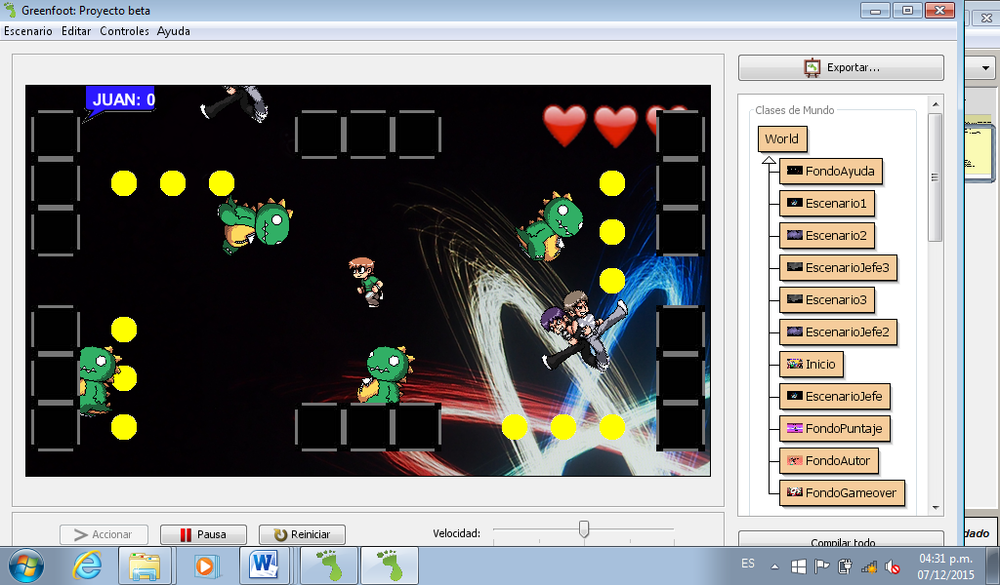 Greenfoot: Proyecto beta
Escenario Editar Controles Ayuda
JUAN: 0
Exportar...
Clases de Mundo
World
FondoAyuda
Escenario1
Escenario2
EscenarioJefe3
Escenario3
EscenarioJefe2
Inicio
EscenarioJefe
FondoPuntaje
FondoAutor
FondoGameover
Accionar Pausa Reiniciar Velocidad:
Compilar todo
dado
ES
04:31 p.m.
07/12/2015